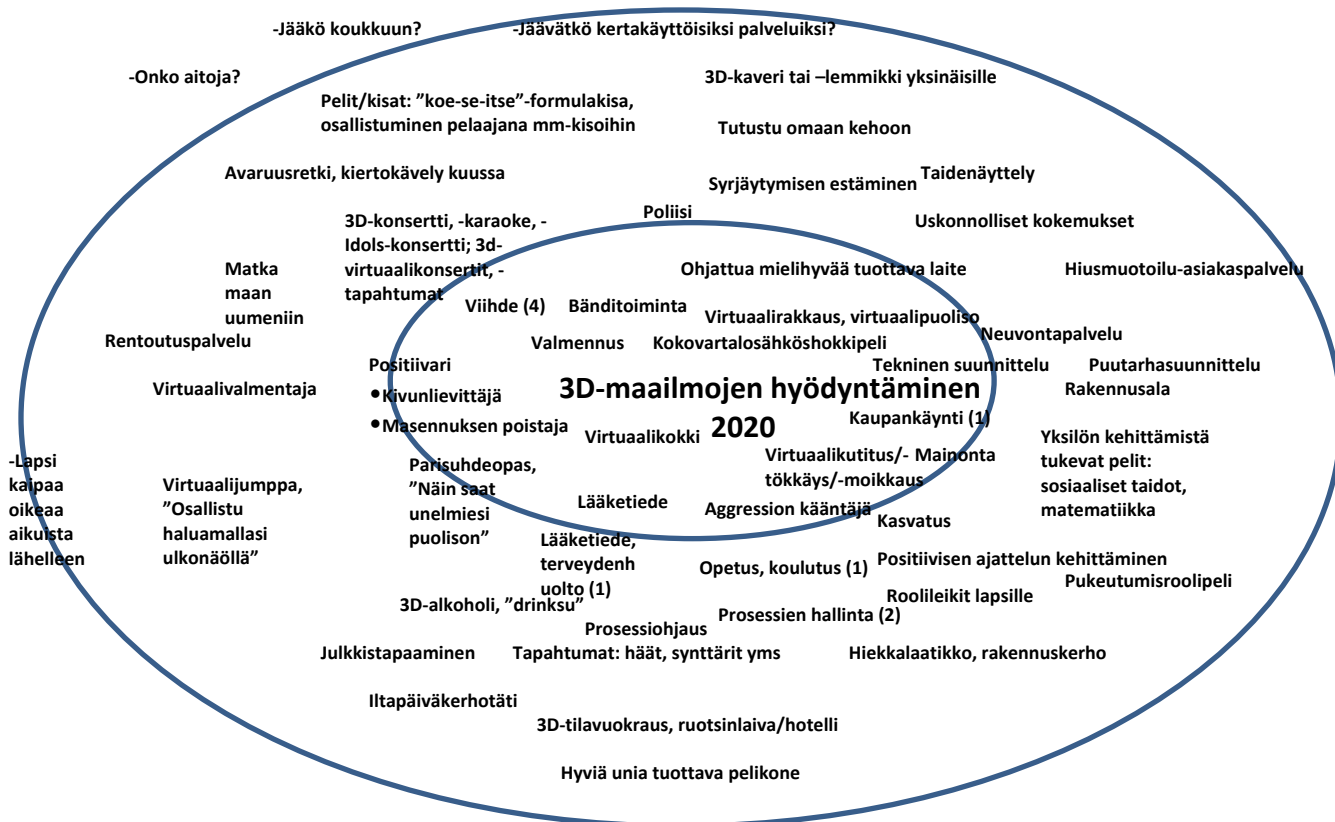 -Jääkö koukkuun?
-Jäävätkö kertakäyttöisiksi palveluiksi?
-Onko aitoja?
3D-kaveri tai –lemmikki yksinäisille
Pelit/kisat: ”koe-se-itse”-formulakisa,
osallistuminen pelaajana mm-kisoihin
Tutustu omaan kehoon
Avaruusretki, kiertokävely kuussa
Syrjäytymisen estäminen
Taidenäyttely
Poliisi
Uskonnolliset kokemukset
3D-konsertti, -karaoke, -
Idols-konsertti; 3d-
virtuaalikonsertit, -
tapahtumat
Matka
maan
uumeniin
Ohjattua mielihyvää tuottava laite
Hiusmuotoilu-asiakaspalvelu
Viihde (4)
Bänditoiminta
Virtuaalirakkaus, virtuaalipuoliso
Neuvontapalvelu
Rentoutuspalvelu
Valmennus
Kokovartalosähköshokkipeli
Tekninen suunnittelu
Puutarhasuunnittelu
Positiivari
•Kivunlievittäjä
•Masennuksen poistaja
Virtuaalivalmentaja
3D-maailmojen hyödyntäminen
2020
Rakennusala
Kaupankäynti (1)
Virtuaalikokki
Yksilön kehittämistä
tukevat pelit:
sosiaaliset taidot,
matematiikka
Virtuaalikutitus/-
tökkäys/-moikkaus
Mainonta
-Lapsi
kaipaa
oikeaa
aikuista
lähelleen
Virtuaalijumppa,
”Osallistu
haluamallasi
ulkonäöllä”
Parisuhdeopas,
”Näin saat
unelmiesi
puolison”
Lääketiede
Aggression kääntäjä
Kasvatus
Lääketiede,
terveydenh
uolto (1)
Opetus, koulutus (1)
Positiivisen ajattelun kehittäminen
Pukeutumisroolipeli
Roolileikit lapsille
3D-alkoholi, ”drinksu”
Prosessien hallinta (2)
Prosessiohjaus
Julkkistapaaminen
Tapahtumat: häät, synttärit yms
Hiekkalaatikko, rakennuskerho
Iltapäiväkerhotäti
3D-tilavuokraus, ruotsinlaiva/hotelli
Hyviä unia tuottava pelikone